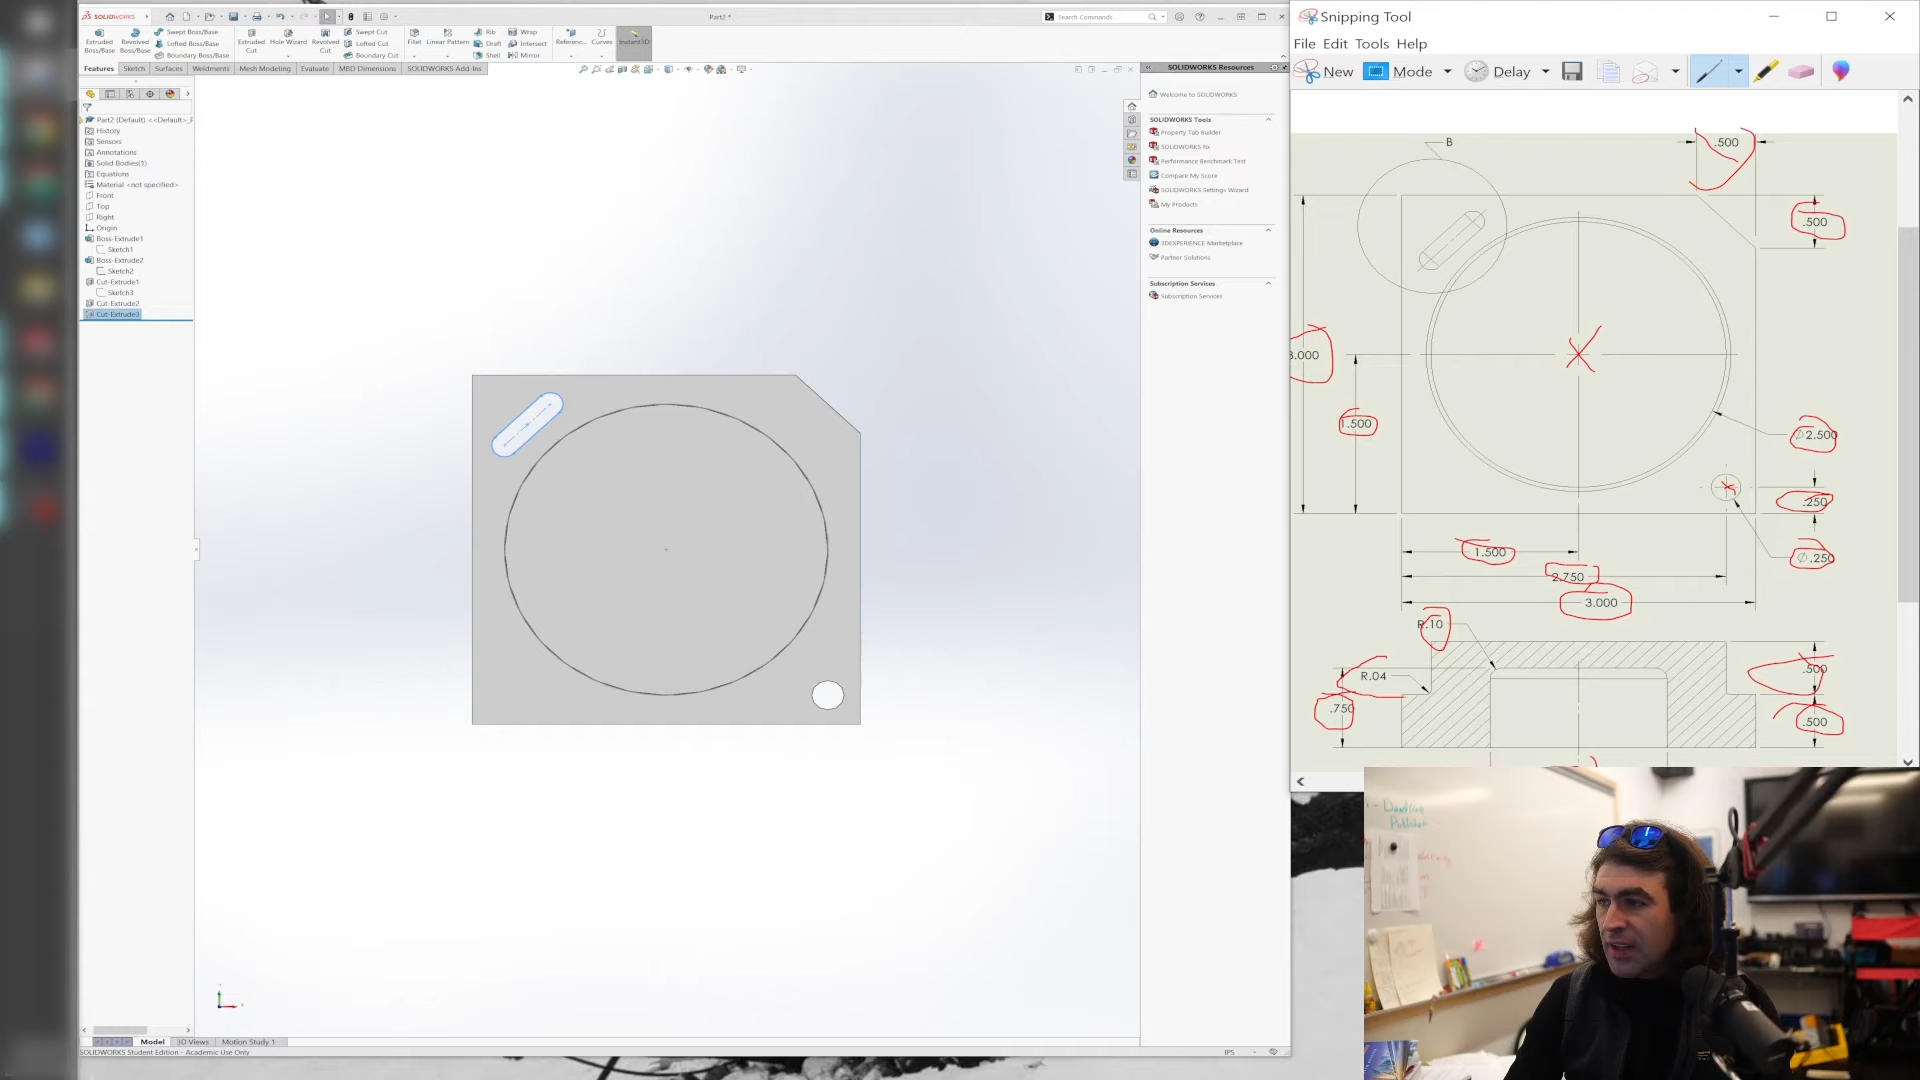 SOLIDWORKS
Part2 *
Search Commands
Extruded Boss/Base
Revolved Boss/Base
Swept Boss/Base
Lofted Boss/Base
Boundary Boss/Base
Extruded Cut
Hole Wizard
Revolved Cut
Swept Cut
Lofted Cut
Boundary Cut
Fillet
Linear Pattern
Rib
Draft
Shell
Wrap
Intersect
Mirror
Referenc...
Curves
Instant3D
Features
Sketch
Surfaces
Weldments
Mesh Modeling
Evaluate
MBD Dimensions
SOLIDWORKS Add-Ins
Part2 (Default) <<Default>_F
History
Sensors
Annotations
Solid Bodies(1)
Equations
Material <not specified>
Front
Top
Right
Origin
Boss-Extrude1
Sketch1
Boss-Extrude2
Sketch2
Cut-Extrude1
Sketch3
Cut-Extrude2
Cut-Extrude3
SOLIDWORKS Resources
Welcome to SOLIDWORKS
SOLIDWORKS Tools
Property Tab Builder
SOLIDWORKS Rx
Performance Benchmark Test
Compare My Score
SOLIDWORKS Settings Wizard
My Products
Online Resources
3DEXPERIENCE Marketplace
Partner Solutions
Subscription Services
Subscription Services
Model
3D Views
Motion Study 1
SOLIDWORKS Student Edition - Academic Use Only
IPS
Snipping Tool
File Edit Tools Help
New
Mode
Delay
B
.500
.500
3.000
1.500
Ø2.500
.250
1.500
Ø.250
2.750
3.000
R.10
.500
R.04
.750
.500
Deadline